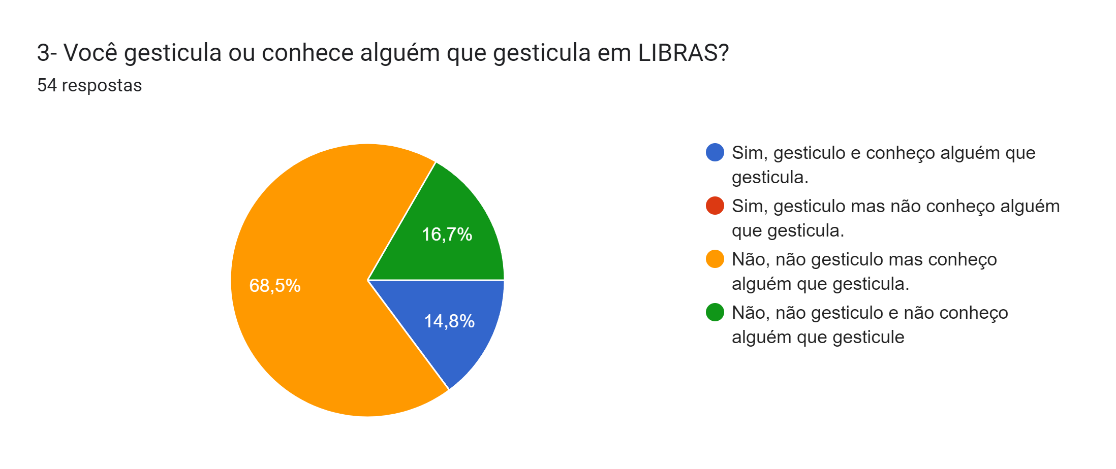 3- Você gesticula ou conhece alguém que gesticula em LIBRAS?
54 respostas
16,7%
68,5%
14,8%
Sim, gesticulo e conheço alguém que
gesticula.
Sim, gesticulo mas não conheço alguém
que gesticula.
Não, não gesticulo mas conheço
alguém que gesticula.
Não, não gesticulo e não conheço
alguém que gesticule